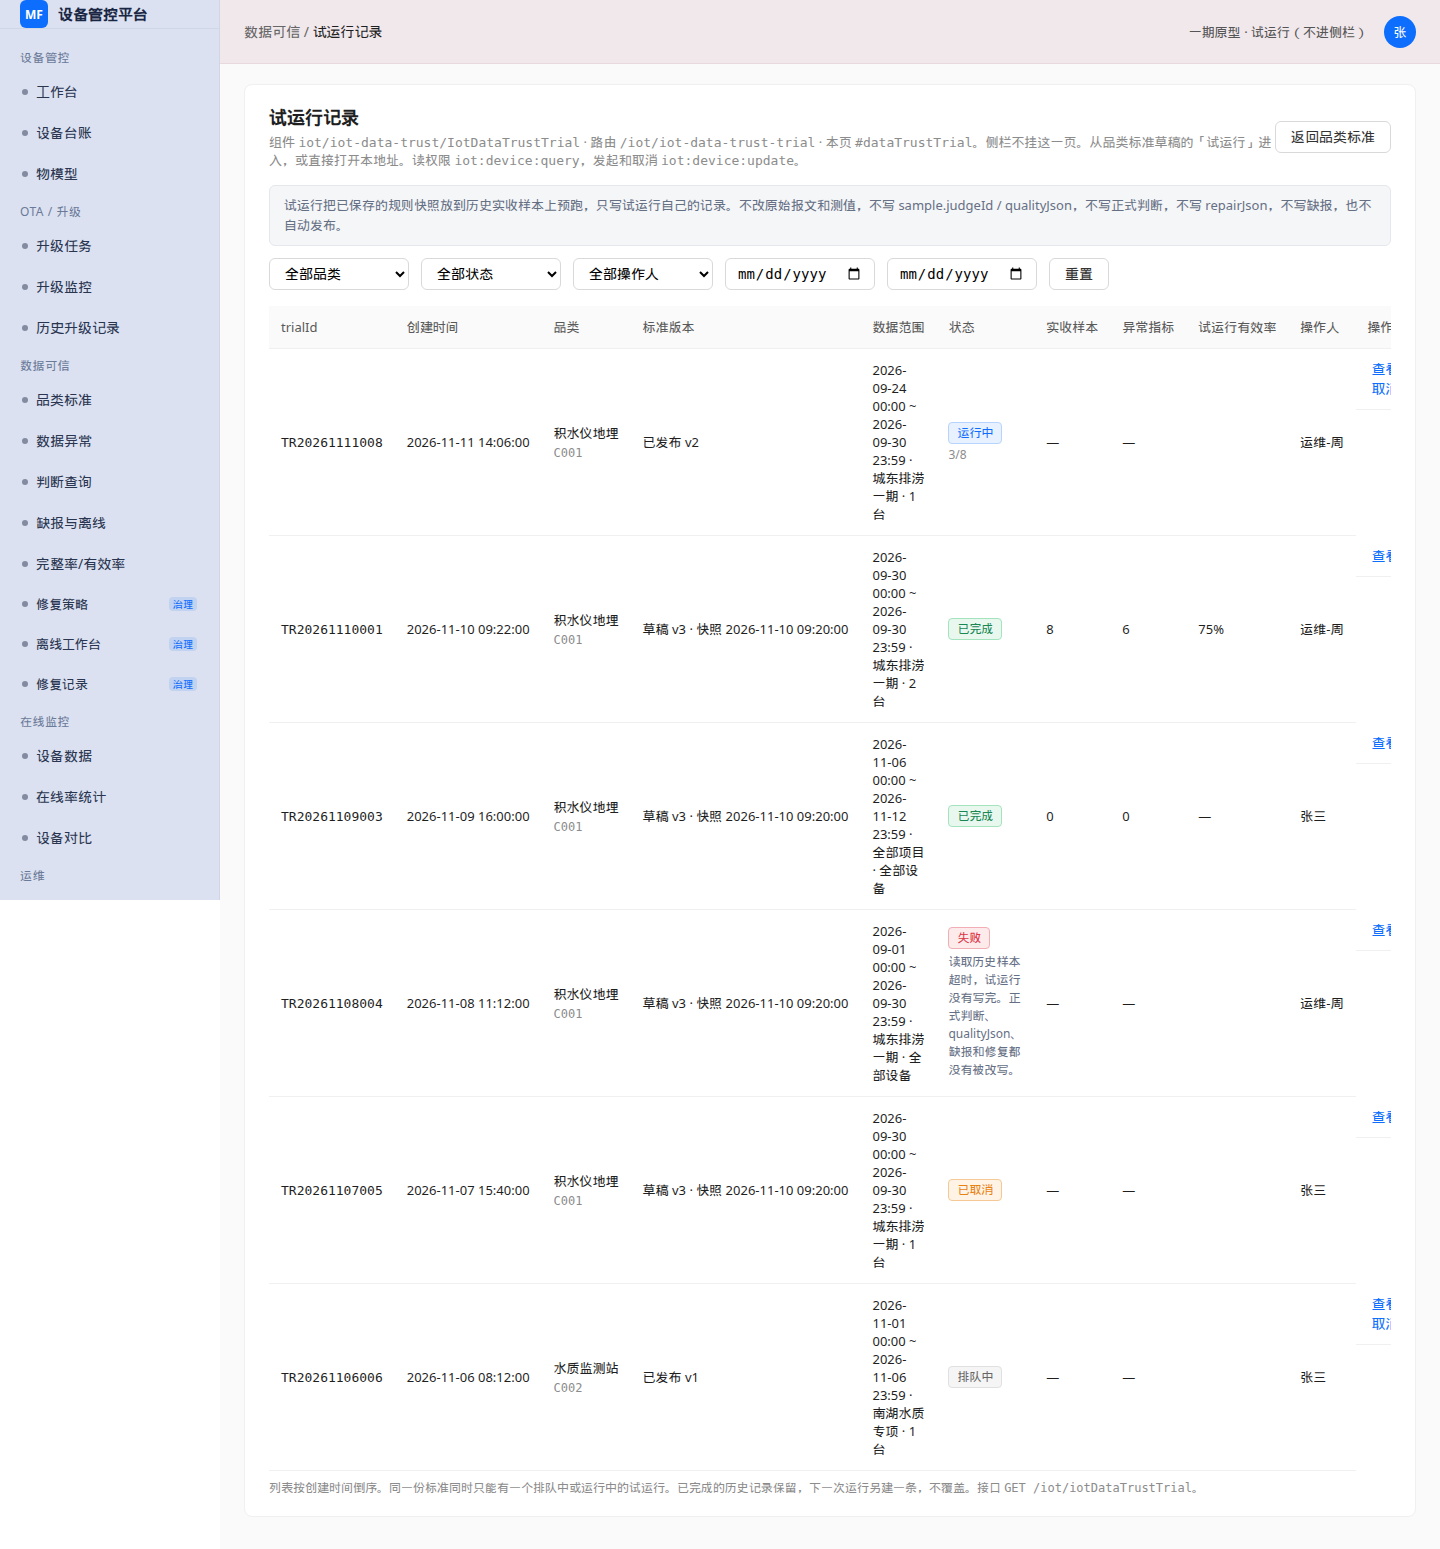 MF 设备管控平台
设备管控
工作台
设备台账
物模型
OTA / 升级
升级任务
升级监控
历史升级记录
数据可信
品类标准
数据异常
判断查询
缺报与离线
完整率/有效率
修复策略 治理
离线工作台 治理
修复记录 治理
在线监控
设备数据
在线率统计
设备对比
运维
数据可信 / 试运行记录
一期原型 · 试运行（不进侧栏） 张
试运行记录
组件 iot/iot-data-trust/IotDataTrustTrial · 路由 /iot/iot-data-trust-trial · 本页 #dataTrustTrial。侧栏不挂这一页。从品类标准草稿的「试运行」进
入，或直接打开本地址。读权限 iot:device:query，发起和取消 iot:device:update。
返回品类标准
试运行把已保存的规则快照放到历史实收样本上预跑，只写试运行自己的记录。不改原始报文和测值，不写 sample.judgeId / qualityJson，不写正式判断，不写 repairJson，不写缺报，也不
自动发布。
全部品类 全部状态 全部操作人 mm/dd/yyyy mm/dd/yyyy 重置
trialId 创建时间 品类 标准版本 数据范围 状态 实收样本 异常指标 试运行有效率 操作人 操作
TR20261111008 2026-11-11 14:06:00 积水仪地埋 C001 已发布 v2
2026-
09-24
00:00 ~
2026-
09-30
23:59 ·
城东排涝
一期 · 1
台
运行中
3/8
— — 运维-周
查看
取消
TR20261110001 2026-11-10 09:22:00 积水仪地埋 C001 草稿 v3 · 快照 2026-11-10 09:20:00
2026-
09-30
00:00 ~
2026-
09-30
23:59 ·
城东排涝
一期 · 2
台
已完成 8 6 75% 运维-周
查看
TR20261109003 2026-11-09 16:00:00 积水仪地埋 C001 草稿 v3 · 快照 2026-11-10 09:20:00
2026-
11-06
00:00 ~
2026-
11-12
23:59 ·
全部项目
· 全部设
备
已完成 0 0 — 张三
查看
TR20261108004 2026-11-08 11:12:00 积水仪地埋 C001 草稿 v3 · 快照 2026-11-10 09:20:00
2026-
09-01
00:00 ~
2026-
09-30
23:59 ·
城东排涝
一期 · 全
部设备
失败
读取历史样本
超时，试运行
没有写完。正
式判断、
qualityJson、
缺报和修复都
没有被改写。
— — 运维-周
查看
TR20261107005 2026-11-07 15:40:00 积水仪地埋 C001 草稿 v3 · 快照 2026-11-10 09:20:00
2026-
09-30
00:00 ~
2026-
09-30
23:59 ·
城东排涝
一期 · 1
台
已取消 — — 张三
查看
TR20261106006 2026-11-06 08:12:00 水质监测站 C002 已发布 v1
2026-
11-01
00:00 ~
2026-
11-06
23:59 ·
南湖水质
专项 · 1
台
排队中 — — 张三
查看
取消
列表按创建时间倒序。同一份标准同时只能有一个排队中或运行中的试运行。已完成的历史记录保留，下一次运行另建一条，不覆盖。接口 GET /iot/iotDataTrustTrial。